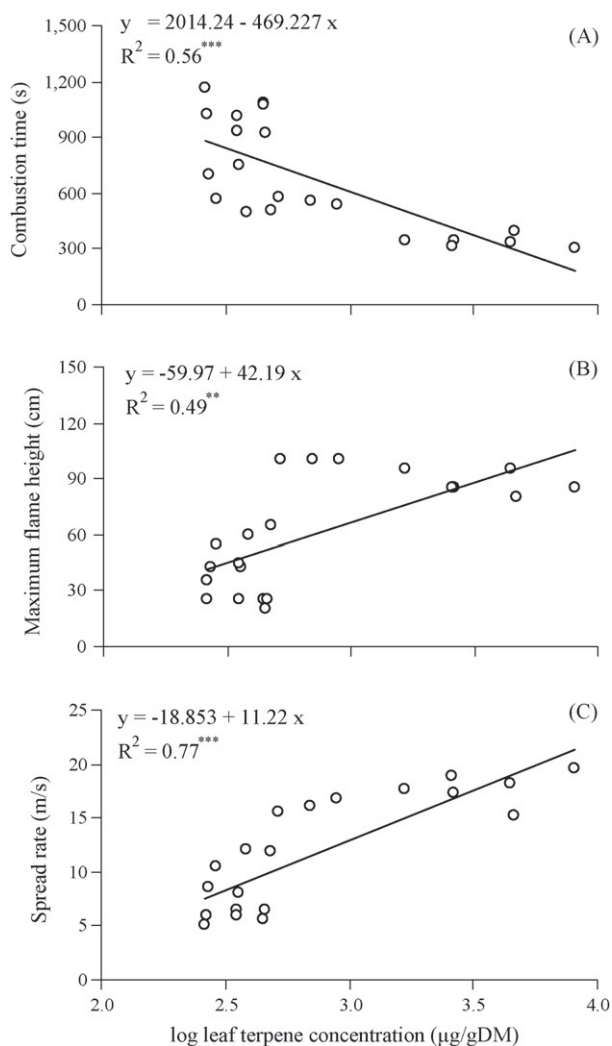 y = 2014.24 - 469.227 x
R² = 0.56***
(A)
Combustion time (s)
1,500
1,200
900
600
300
0
y = -59.97 + 42.19 x
R² = 0.49**
(B)
Maximum flame height (cm)
150
120
90
60
30
0
y = -18.853 + 11.22 x
R² = 0.77***
(C)
Spread rate (m/s)
25
20
15
10
5
0
2.0 2.5 3.0 3.5 4.0
log leaf terpene concentration (µg/gDM)